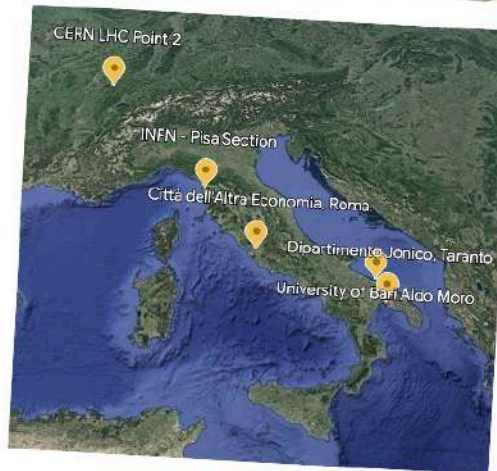 CERN LHC Point 2
INFN - Pisa Section
Città dell'Altra Economia, Roma
Dipartimento Jonico, Taranto
University of Bari Aldo Moro